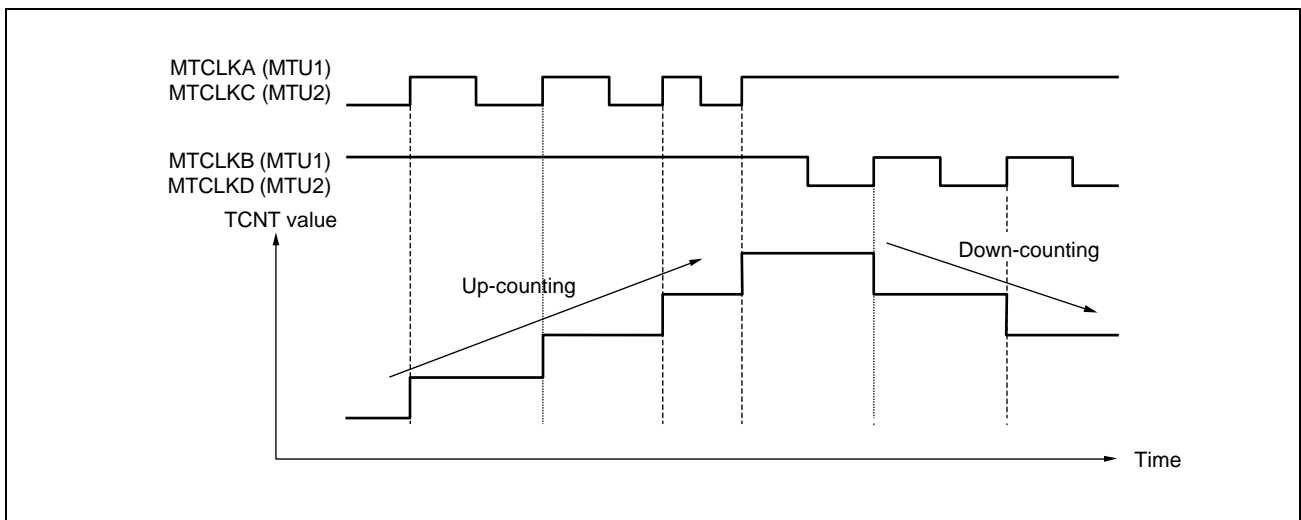 MTCLKA (MTU1)
MTCLKC (MTU2)
MTCLKB (MTU1)
MTCLKD (MTU2)
TCNT value
Down-counting
Up-counting
Time